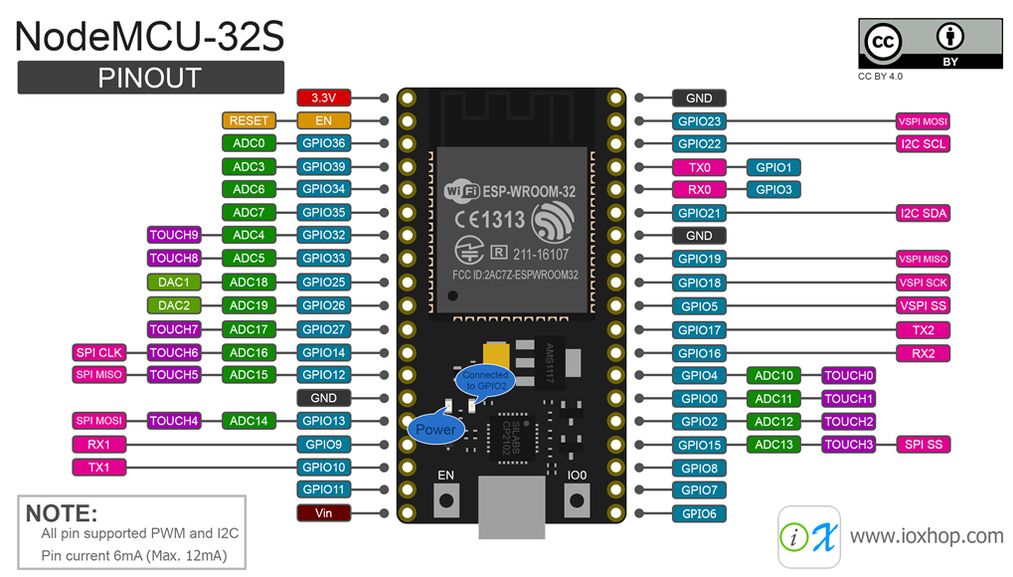 NodeMCU-32S
PINOUT
cc
BY
CC BY 4.0
3.3V
RESET EN
ADC0 GPIO36
ADC3 GPIO39
ADC6 GPIO34
ADC7 GPIO35
TOUCH9 ADC4 GPIO32
TOUCH8 ADC5 GPIO33
DAC1 ADC18 GPIO25
DAC2 ADC19 GPIO26
TOUCH7 ADC17 GPIO27
SPI CLK TOUCH6 ADC16 GPIO14
SPI MISO TOUCH5 ADC15 GPIO12
GND
SPI MOSI TOUCH4 ADC14 GPIO13
RX1 GPIO9
TX1 GPIO10
GPIO11
Vin
WiFi ESP-WROOM-32
CE1313
R 211-16107
FCC ID:2AC7Z-ESPWROOM32
AMS1117
Connected
to GPIO2
Power
SILABS
CP2102
EN
IO0
GND
GPIO23 VSPI MOSI
GPIO22 I2C SCL
TX0 GPIO1
RX0 GPIO3
GPIO21 I2C SDA
GND
GPIO19 VSPI MISO
GPIO18 VSPI SCK
GPIO5 VSPI SS
GPIO17 TX2
GPIO16 RX2
GPIO4 ADC10 TOUCH0
GPIO0 ADC11 TOUCH1
GPIO2 ADC12 TOUCH2
GPIO15 ADC13 TOUCH3 SPI SS
GPIO8
GPIO7
GPIO6
NOTE:
All pin supported PWM and I2C
Pin current 6mA (Max. 12mA)
iX www.ioxhop.com